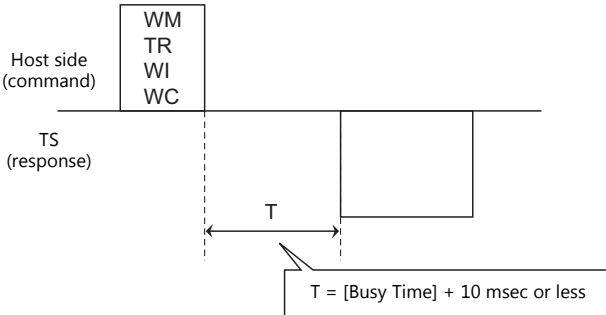 WM
TR
WI
WC
Host side
(command)
TS
(response)
T
T = [Busy Time] + 10 msec or less